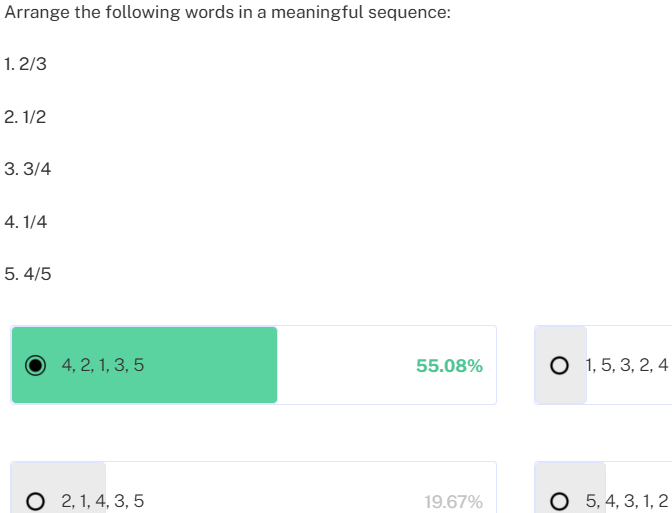 Arrange the following words in a meaningful sequence:
1. 2/3
2. 1/2
3. 3/4
4. 1/4
5. 4/5
4, 2, 1, 3, 5 55.08%
1, 5, 3, 2, 4
2, 1, 4, 3, 5 19.67%
5, 4, 3, 1, 2